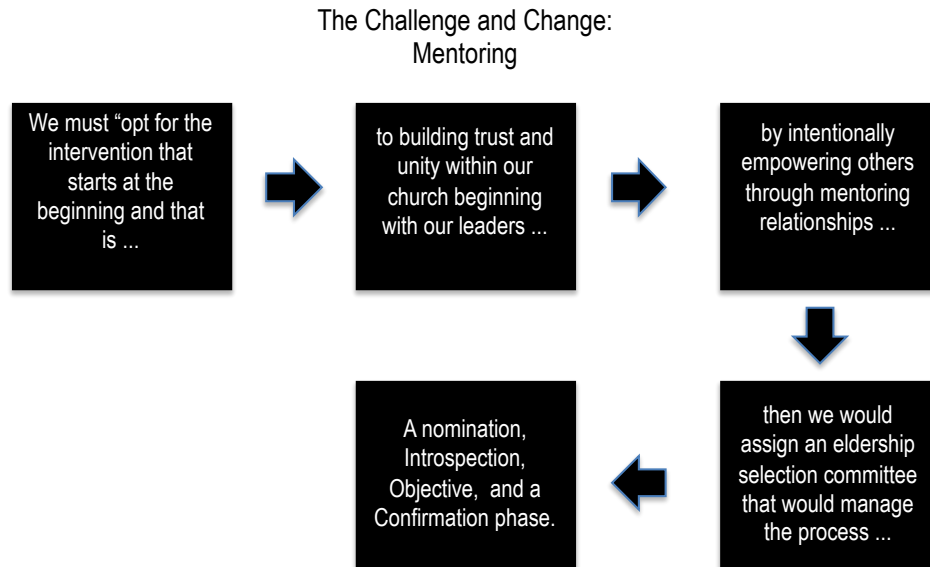 The Challenge and Change:
Mentoring
We must “opt for the
intervention that
starts at the
beginning and that
is ...
to building trust and
unity within our
church beginning
with our leaders ...
by intentionally
empowering others
through mentoring
relationships ...
then we would
assign an eldership
selection committee
that would manage
the process ...
A nomination,
Introspection,
Objective,  and a
Confirmation phase.